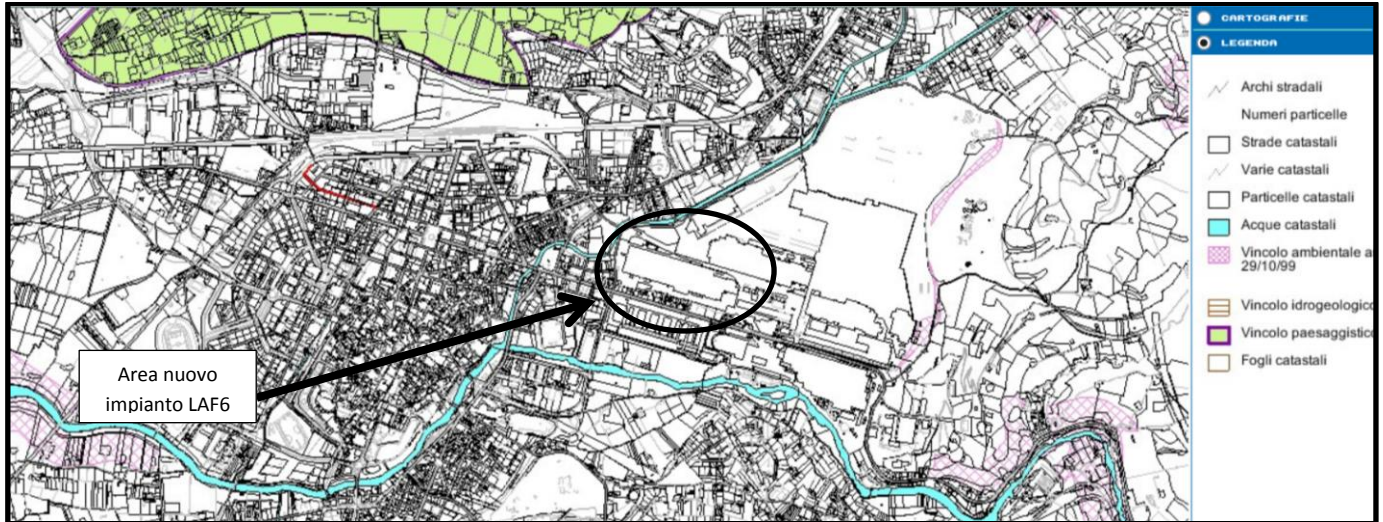 Area nuovo
impianto LAF6
CARTOGRAFIE
LEGENDA
Archi stradali
Numeri particelle
Strade catastali
Varie catastali
Particelle catastali
Acque catastali
Vincolo ambientale a
29/10/99
Vincolo idrogeologico
Vincolo paesaggistic
Fogli catastali